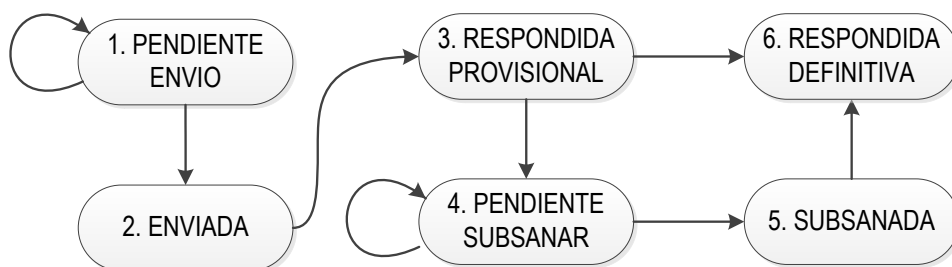 1. PENDIENTE
ENVIO
2. ENVIADA
3. RESPONDIDA
PROVISIONAL
4. PENDIENTE
SUBSANAR
5. SUBSANADA
6. RESPONDIDA
DEFINITIVA